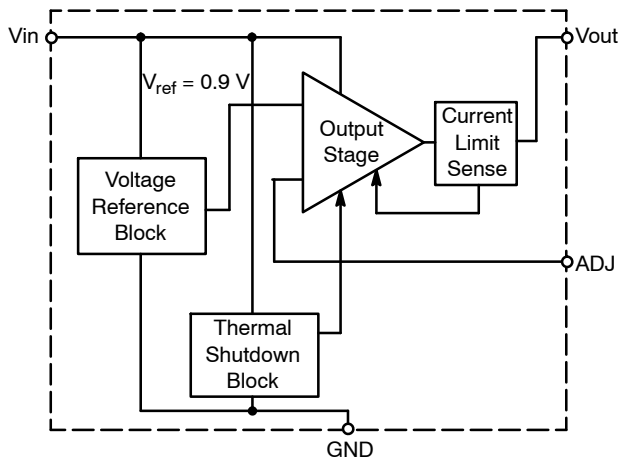 Vin
Vout
Vref = 0.9 V
Output
Stage
Current
Limit
Sense
Voltage
Reference
Block
ADJ
Thermal
Shutdown
Block
GND